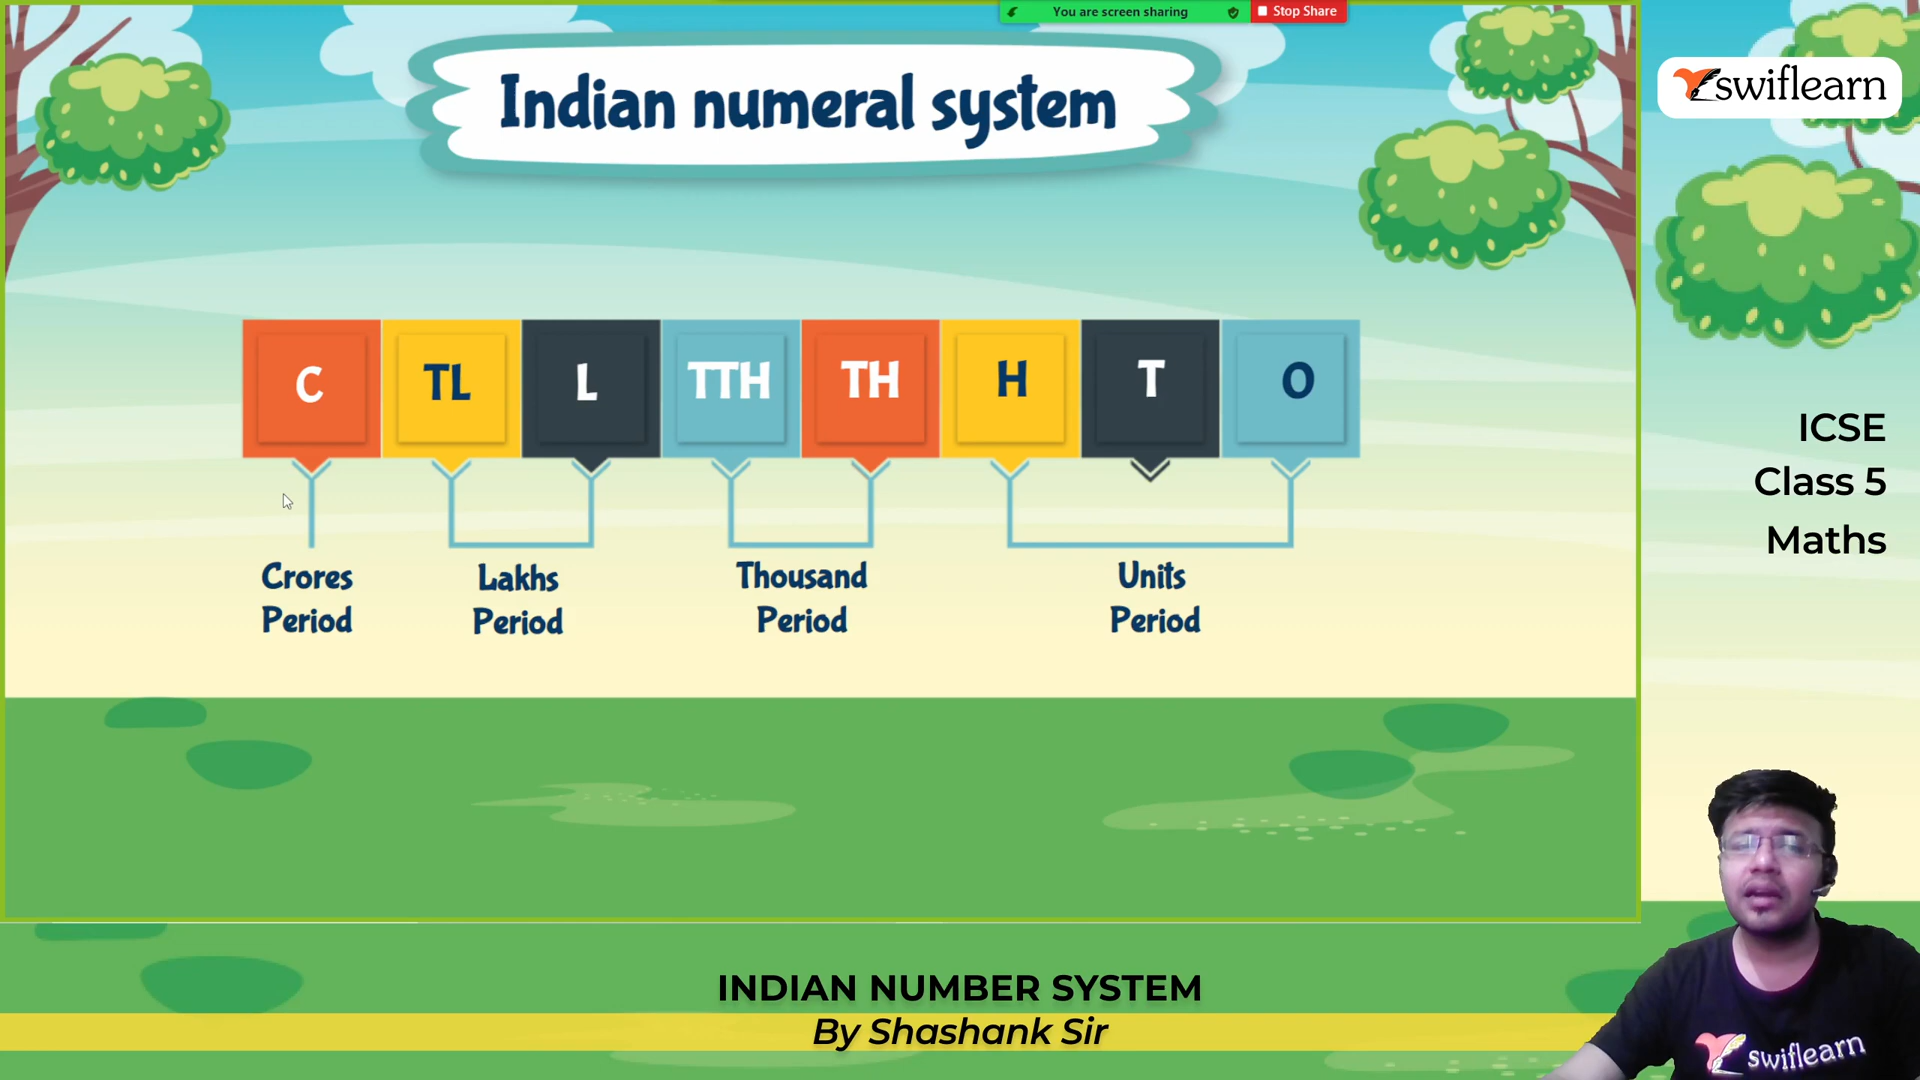 You are screen sharing
Stop Share
Indian numeral system
swiflearn
C TL L TTH TH H T O
Crores Period
Lakhs Period
Thousand Period
Units Period
ICSE
Class 5
Maths
INDIAN NUMBER SYSTEM
By Shashank Sir
swiflearn